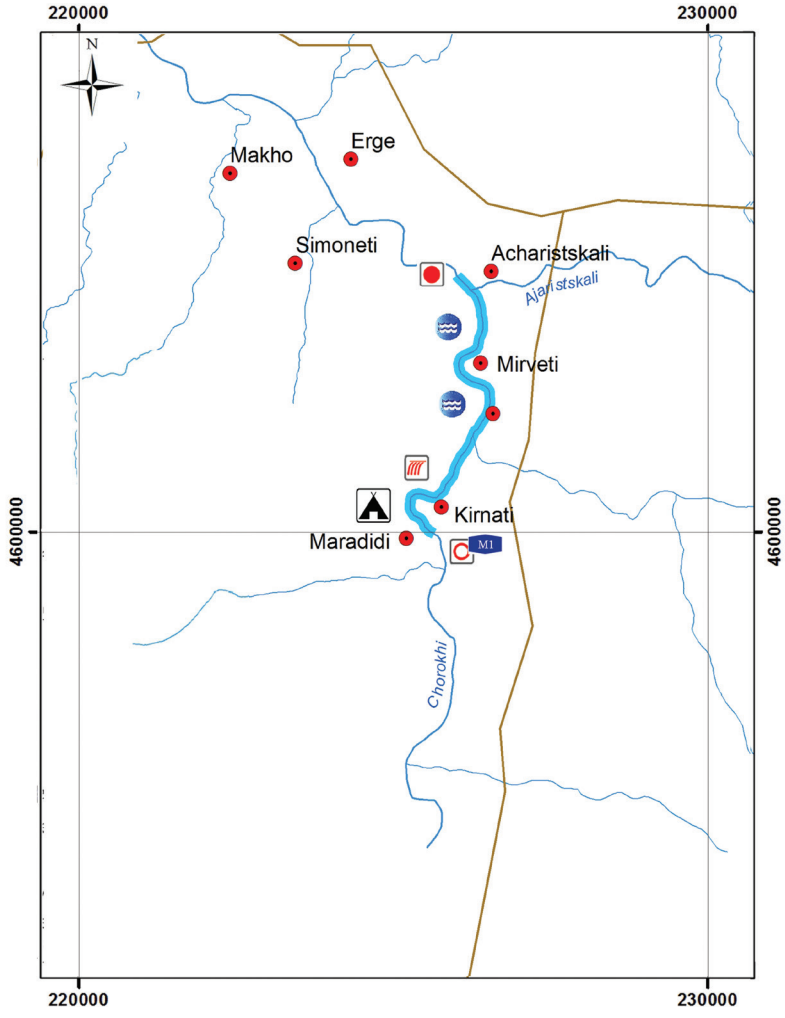 220000
230000
N
Erge
Makho
Simoneti
Acharistskali
Ajaristskali
Mirveti
Kirnati
4600000
4600000
Maradidi
M1
Chorokhi
220000
230000